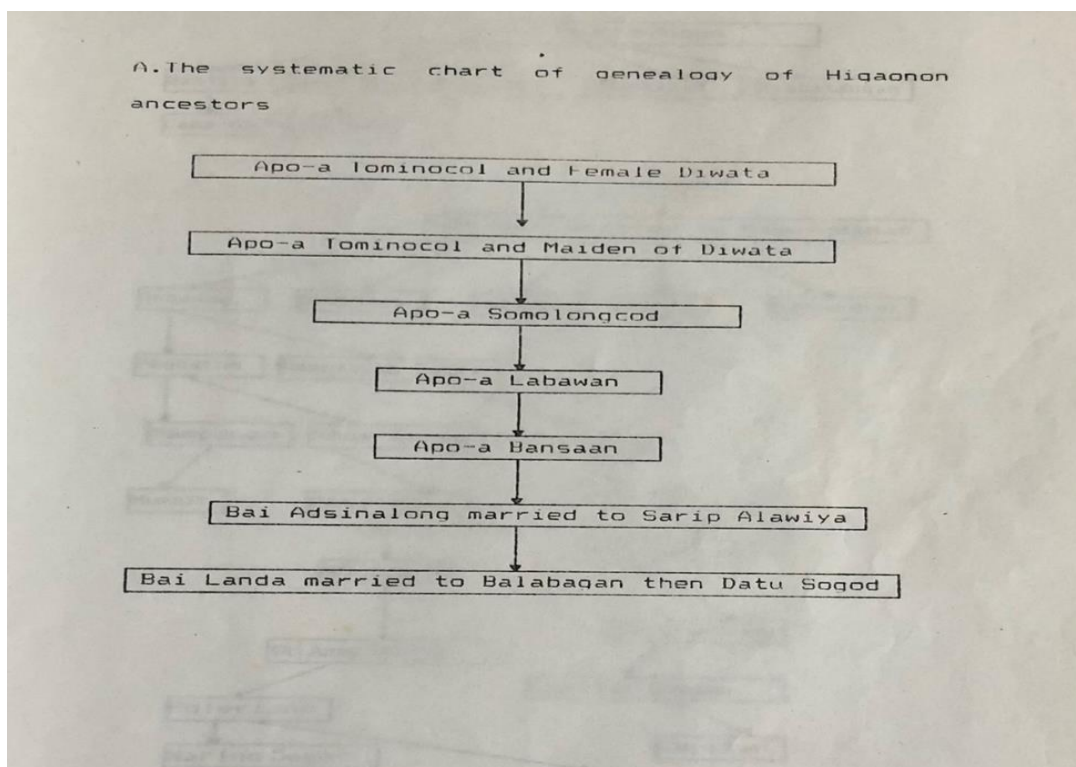 A.The systematic chart of genealogy of Higaonon
ancestors
Apo-a Tominocol and Female Diwata
Apo-a Tominocol and Maiden of Diwata
Apo-a Somolongcod
Apo-a Labawan
Apo-a Bansaan
Bai Adsinalong married to Sarip Alawiya
Bai Landa married to Balabagan then Datu Sogod